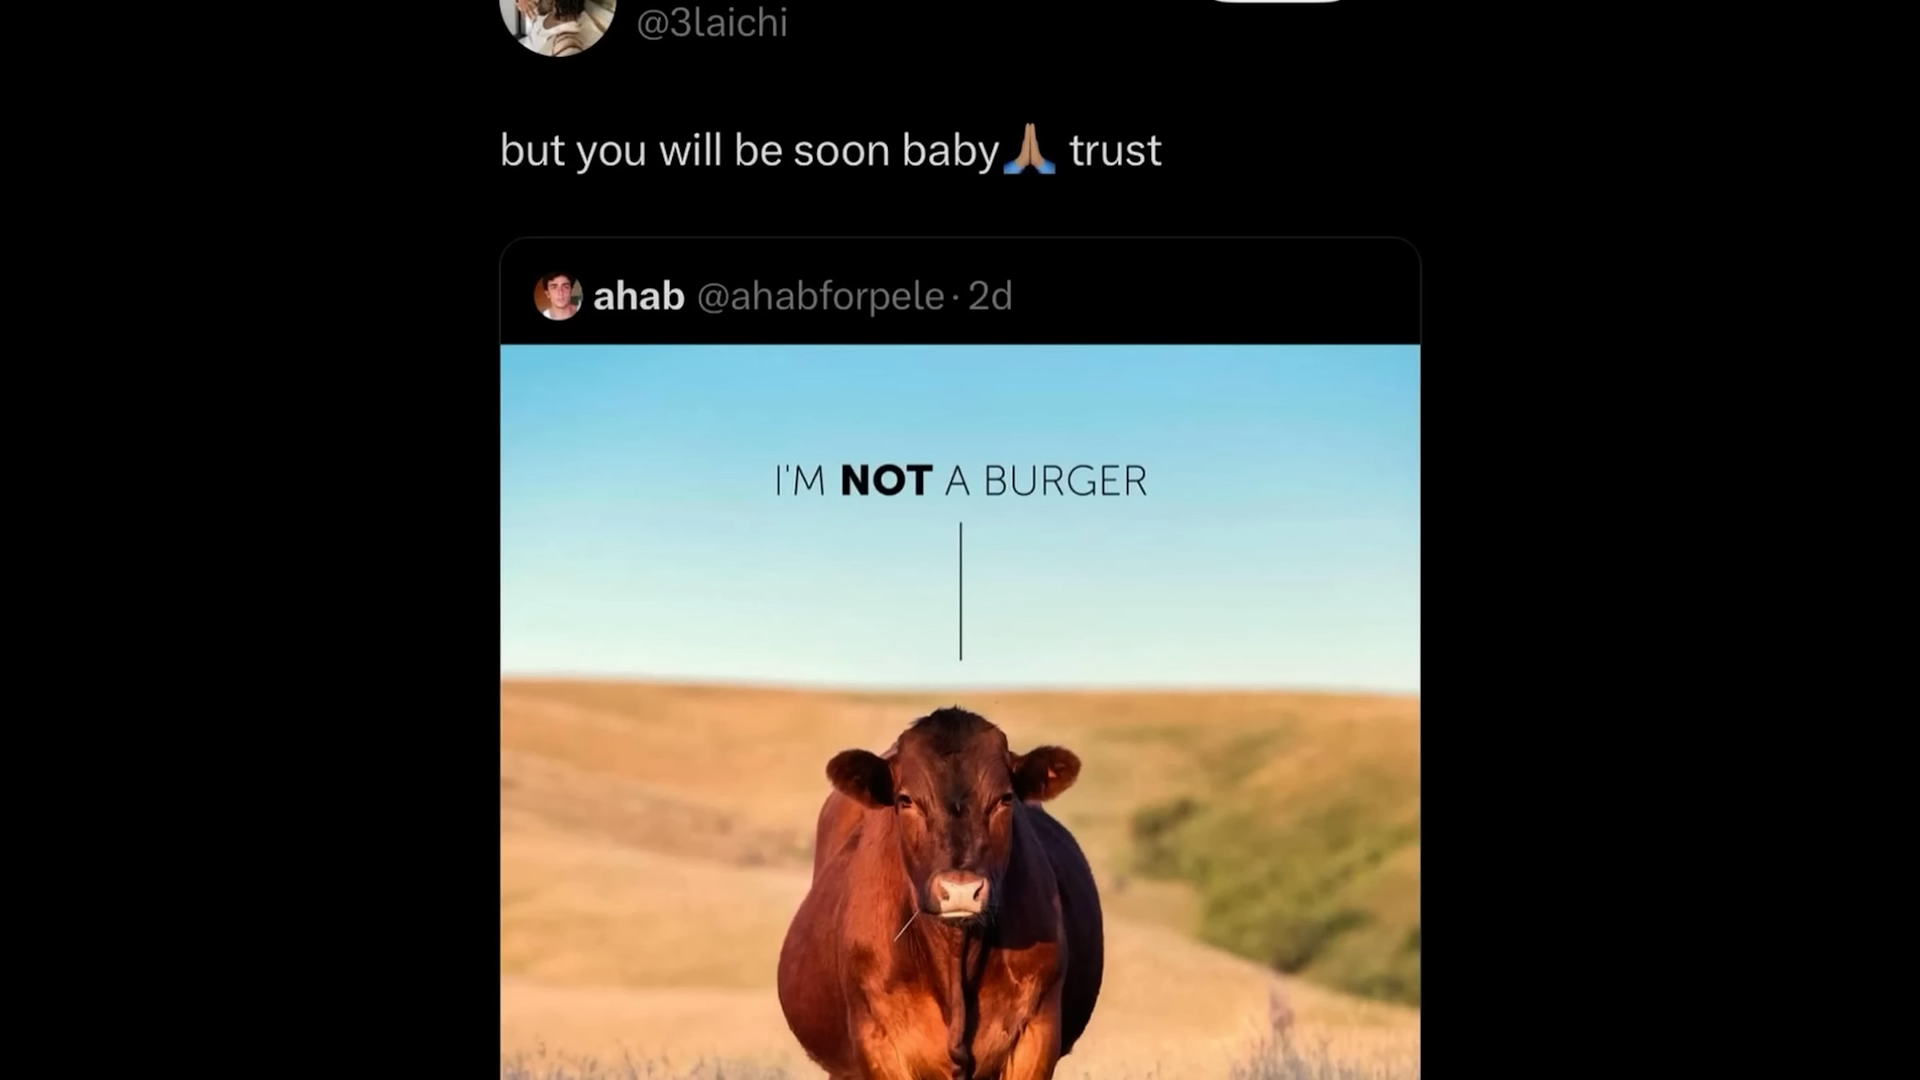 @3laichi
but you will be soon baby🙏🏽 trust
ahab @ahabforpele · 2d
I'M NOT A BURGER